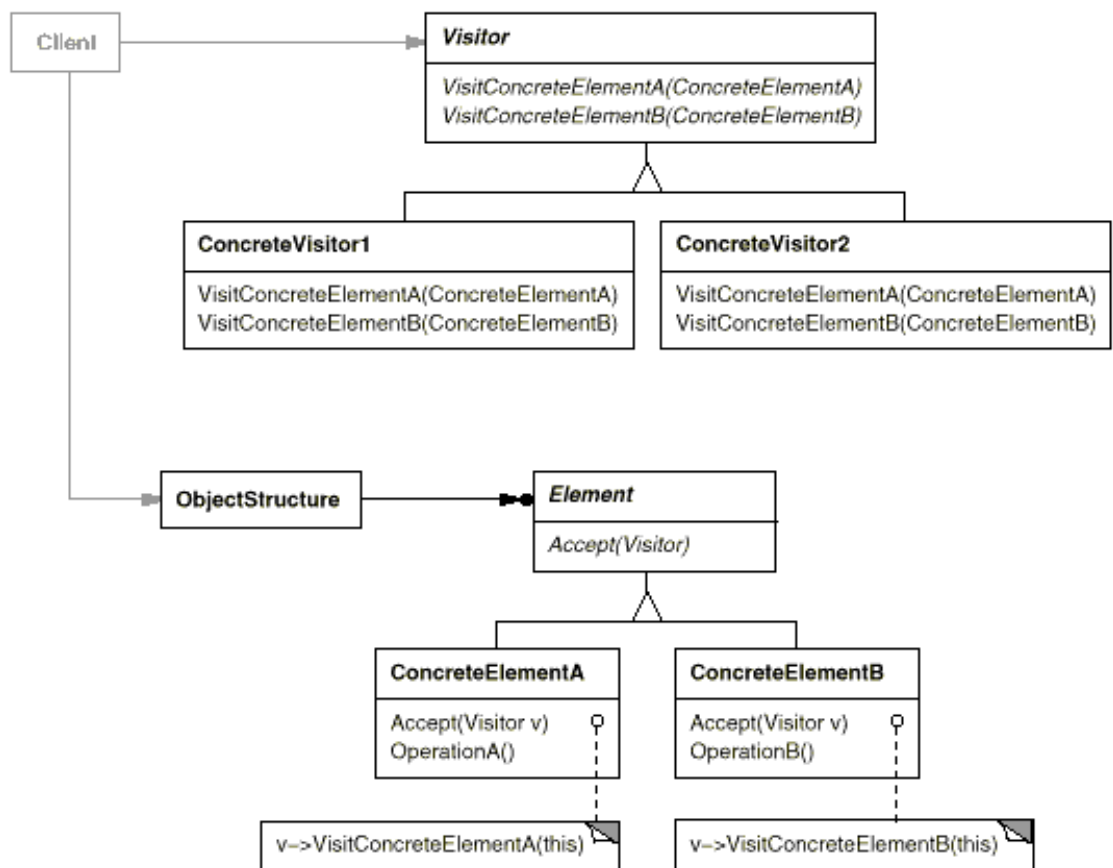 Client
Visitor
VisitConcreteElementA(ConcreteElementA)
VisitConcreteElementB(ConcreteElementB)
ConcreteVisitor1
VisitConcreteElementA(ConcreteElementA)
VisitConcreteElementB(ConcreteElementB)
ConcreteVisitor2
VisitConcreteElementA(ConcreteElementA)
VisitConcreteElementB(ConcreteElementB)
ObjectStructure
Element
Accept(Visitor)
ConcreteElementA
Accept(Visitor v)
OperationA()
ConcreteElementB
Accept(Visitor v)
OperationB()
v–>VisitConcreteElementA(this)
v–>VisitConcreteElementB(this)